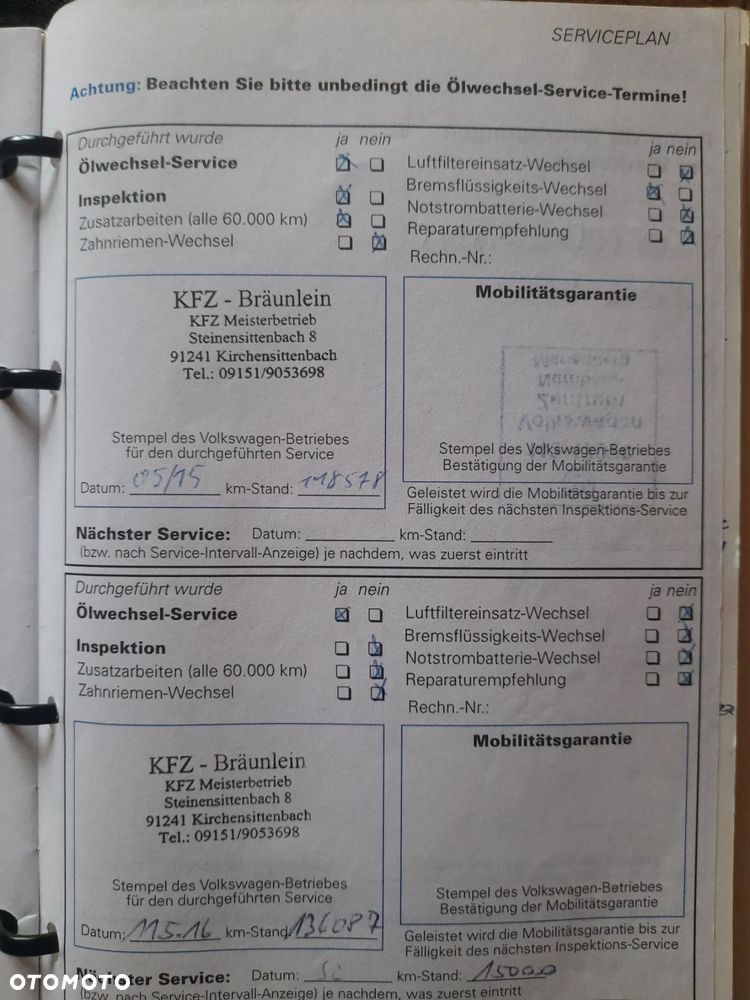 SERVICEPLAN
Achtung: Beachten Sie bitte unbedingt die Ölwechsel-Service-Termine!
Durchgeführt wurde ja nein
Ölwechsel-Service
Inspektion
Zusatzarbeiten (alle 60.000 km)
Zahnriemen-Wechsel
ja nein
Luftfiltereinsatz-Wechsel
Bremsflüssigkeits-Wechsel
Notstrombatterie-Wechsel
Reparaturempfehlung
Rechn.-Nr.:
KFZ - Bräunlein
KFZ Meisterbetrieb
Steinensittenbach 8
91241 Kirchensittenbach
Tel.: 09151/9053698
Stempel des Volkswagen-Betriebes
für den durchgeführten Service
Datum: 05/15 km-Stand: 118578
Mobilitätsgarantie
Stempel des Volkswagen-Betriebes
Bestätigung der Mobilitätsgarantie
Geleistet wird die Mobilitätsgarantie bis zur
Fälligkeit des nächsten Inspektions-Service
Nächster Service: Datum: km-Stand:
(bzw. nach Service-Intervall-Anzeige) je nachdem, was zuerst eintritt
Durchgeführt wurde ja nein
Ölwechsel-Service
Inspektion
Zusatzarbeiten (alle 60.000 km)
Zahnriemen-Wechsel
ja nein
Luftfiltereinsatz-Wechsel
Bremsflüssigkeits-Wechsel
Notstrombatterie-Wechsel
Reparaturempfehlung
Rechn.-Nr.:
KFZ - Bräunlein
KFZ Meisterbetrieb
Steinensittenbach 8
91241 Kirchensittenbach
Tel.: 09151/9053698
Stempel des Volkswagen-Betriebes
für den durchgeführten Service
Datum: 11.5.16 km-Stand: 136087
Mobilitätsgarantie
Stempel des Volkswagen-Betriebes
Bestätigung der Mobilitätsgarantie
Geleistet wird die Mobilitätsgarantie bis zur
Fälligkeit des nächsten Inspektions-Service
Nächster Service: Datum: km-Stand: 15000
(bzw. nach Service-Intervall-Anzeige) je nachdem, was zuerst eintritt
OTOMOTO